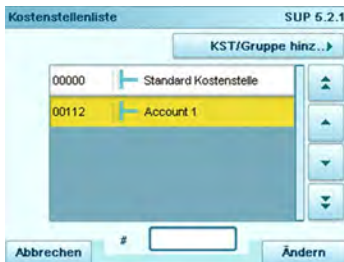 Kostenstellenliste SUP 5.2.1
KST/Gruppe hinz..
00000 Standard Kostenstelle
00112 Account 1
#
Abbrechen Ändern